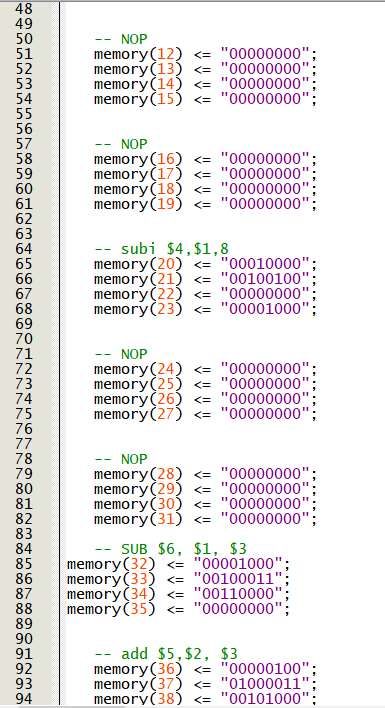 48
49
50 -- NOP
51 memory(12) <= "00000000";
52 memory(13) <= "00000000";
53 memory(14) <= "00000000";
54 memory(15) <= "00000000";
55
56
57 -- NOP
58 memory(16) <= "00000000";
59 memory(17) <= "00000000";
60 memory(18) <= "00000000";
61 memory(19) <= "00000000";
62
63
64 -- subi $4,$1,8
65 memory(20) <= "00010000";
66 memory(21) <= "00100100";
67 memory(22) <= "00000000";
68 memory(23) <= "00001000";
69
70
71 -- NOP
72 memory(24) <= "00000000";
73 memory(25) <= "00000000";
74 memory(26) <= "00000000";
75 memory(27) <= "00000000";
76
77
78 -- NOP
79 memory(28) <= "00000000";
80 memory(29) <= "00000000";
81 memory(30) <= "00000000";
82 memory(31) <= "00000000";
83
84 -- SUB $6, $1, $3
85 memory(32) <= "00001000";
86 memory(33) <= "00100011";
87 memory(34) <= "00110000";
88 memory(35) <= "00000000";
89
90
91 -- add $5,$2, $3
92 memory(36) <= "00000100";
93 memory(37) <= "01000011";
94 memory(38) <= "00101000";